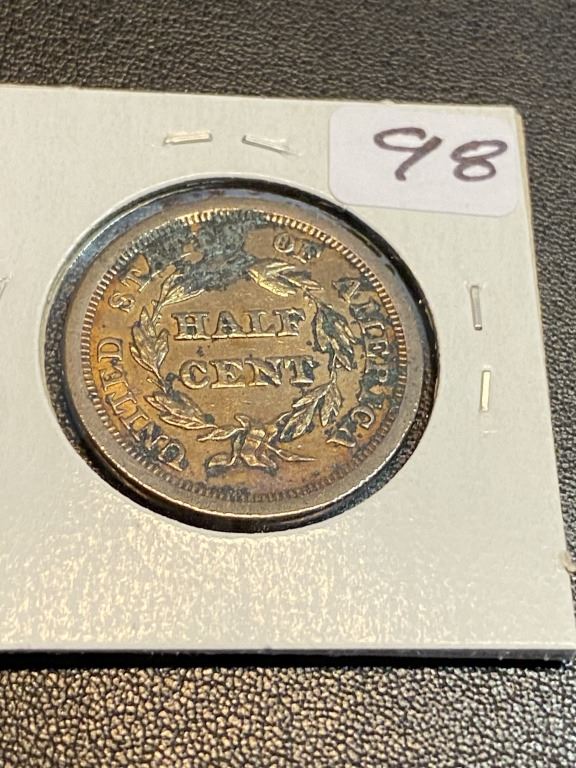 98
UNITED STATES OF AMERICA
HALF
CENT